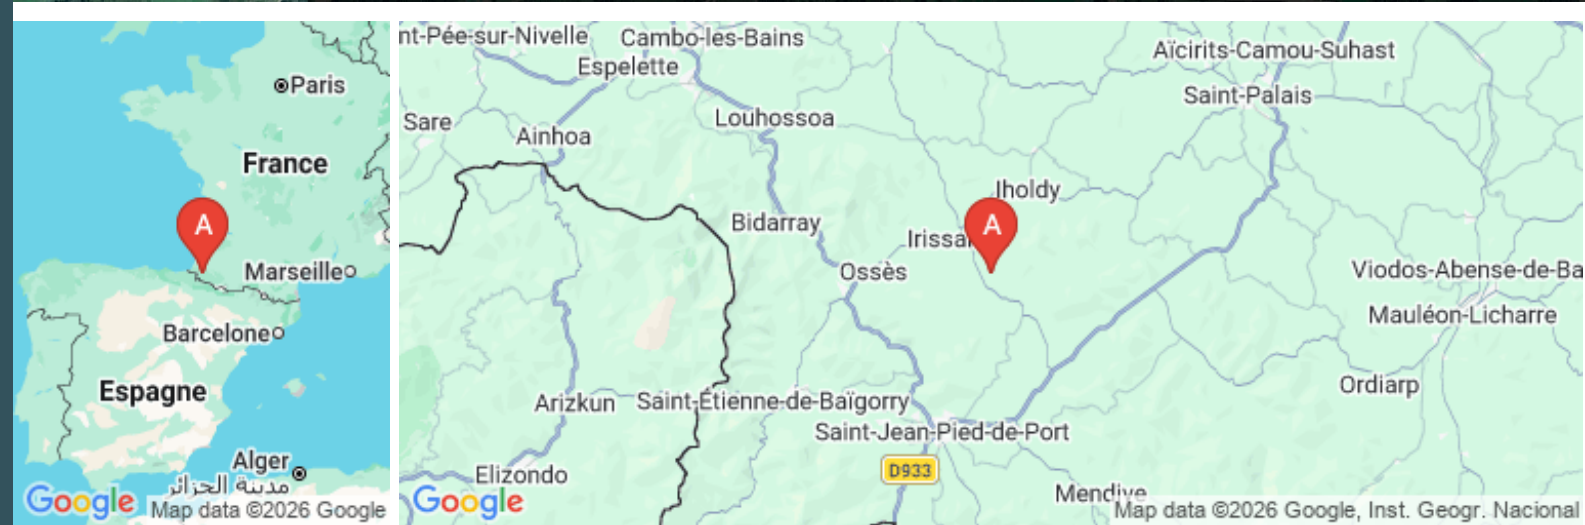 Paris
France
A
Marseille
Barcelone
Espagne
Alger
مدينة الجزائر
Google
Map data ©2026 Google
nt-Pée-sur-Nivelle
Cambo-les-Bains
Espelette
Aïcirits-Camou-Suhast
Saint-Palais
Sare
Ainhoa
Louhossoa
Iholdy
Bidarray
A
Irissar
Ossès
Viodos-Abense-de-Ba
Mauléon-Licharre
Ordiarp
Arizkun
Saint-Étienne-de-Baïgorry
Saint-Jean-Pied-de-Port
D933
Elizondo
Mendive
Google
Map data ©2026 Google, Inst. Geogr. Nacional